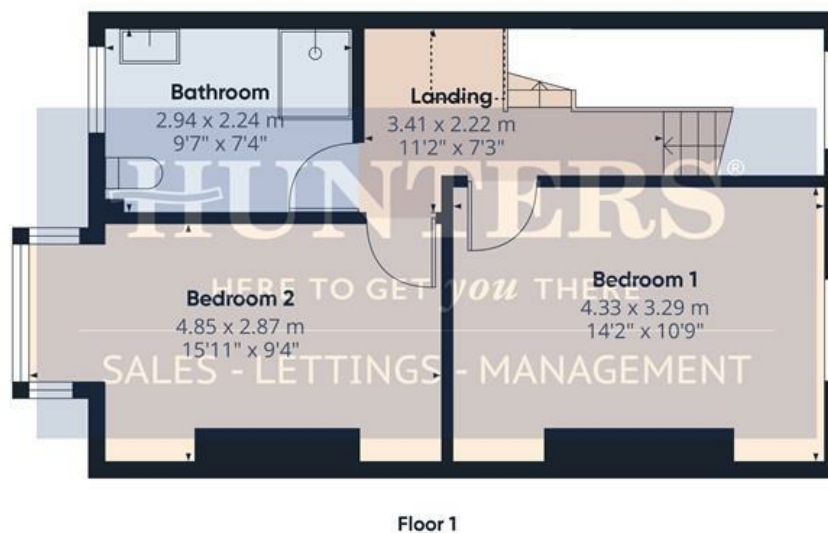 Bathroom
2.94 x 2.24 m
9'7" x 7'4"
Landing
3.41 x 2.22 m
11'2" x 7'3"
HUNTERS®
HERE TO GET you THERE
SALES - LETTINGS - MANAGEMENT
Bedroom 2
4.85 x 2.87 m
15'11" x 9'4"
Bedroom 1
4.33 x 3.29 m
14'2" x 10'9"
Floor 1